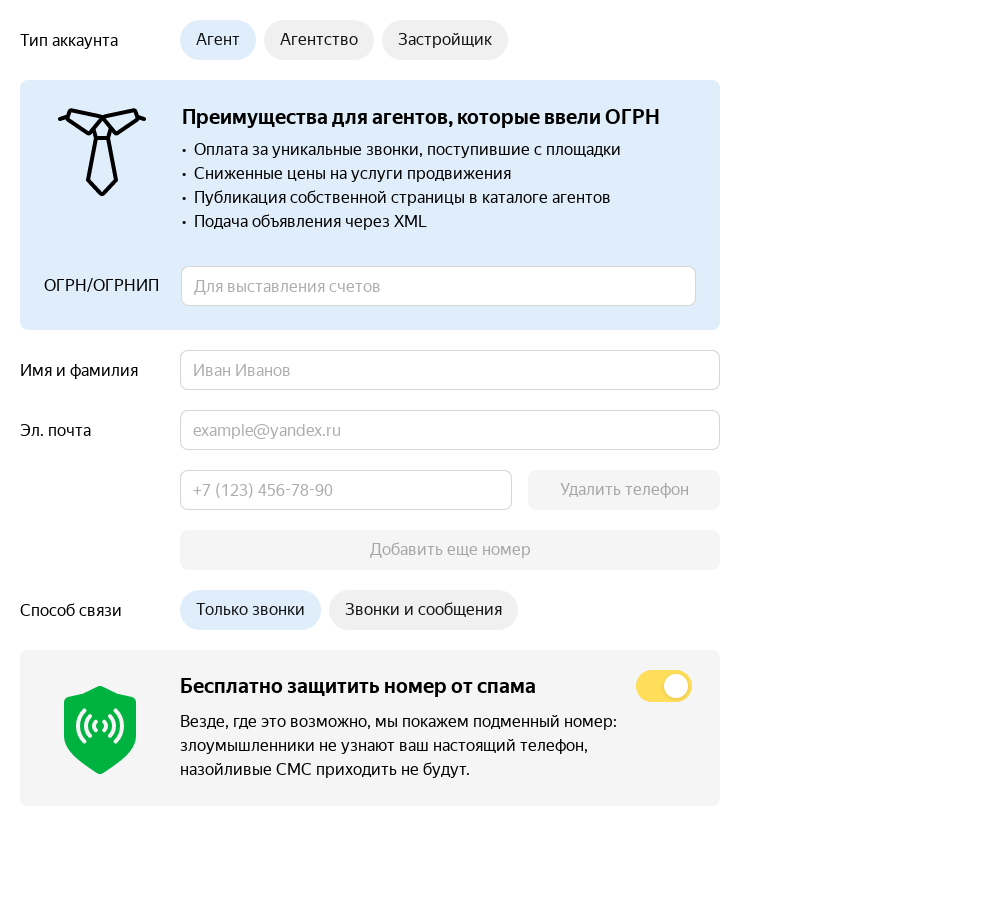 Тип аккаунта
Агент Агентство Застройщик
Преимущества для агентов, которые ввели ОГРН
• Оплата за уникальные звонки, поступившие с площадки
• Сниженные цены на услуги продвижения
• Публикация собственной страницы в каталоге агентов
• Подача объявления через XML
ОГРН/ОГРНИП Для выставления счетов
Имя и фамилия Иван Иванов
Эл. почта example@yandex.ru
+7 (123) 456-78-90 Удалить телефон
Добавить еще номер
Способ связи Только звонки Звонки и сообщения
Бесплатно защитить номер от спама
Везде, где это возможно, мы покажем подменный номер:
злоумышленники не узнают ваш настоящий телефон,
назойливые СМС приходить не будут.